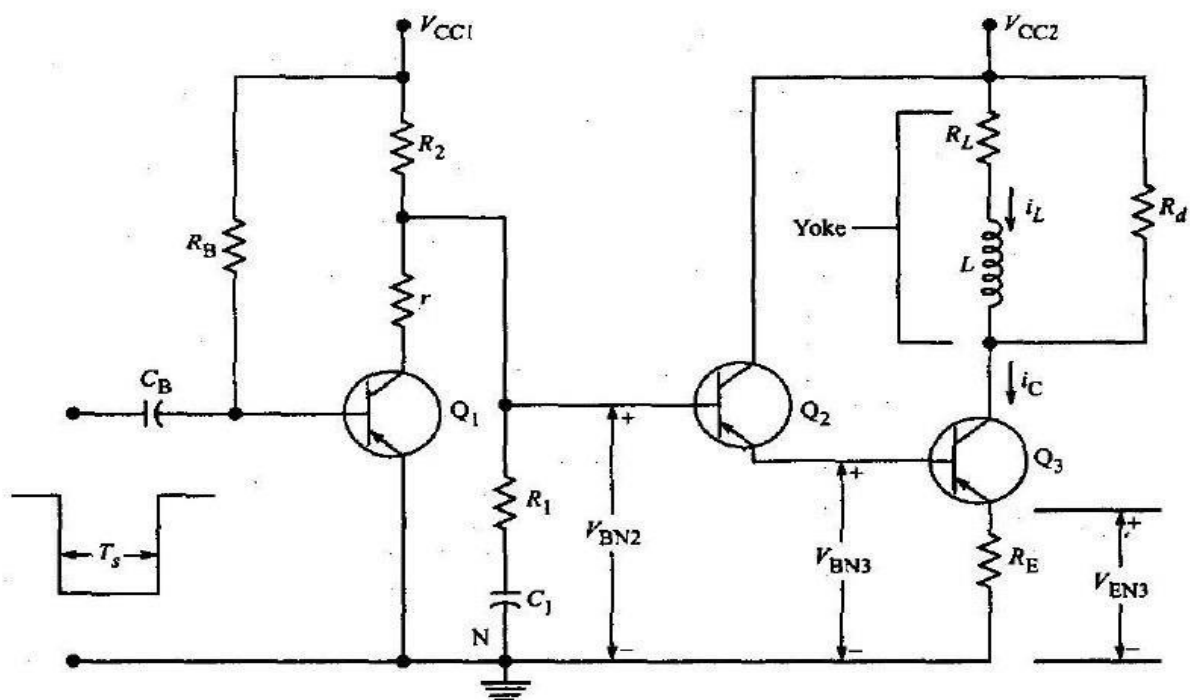 V_CC1
V_CC2
R_2
R_L
R_B
i_L
R_d
Yoke
L
r
C_B
i_C
Q_1
+
Q_2
+
Q_3
R_1
T_s
V_BN2
V_BN3
R_E
+
V_EN3
C_1
N
−
−
−